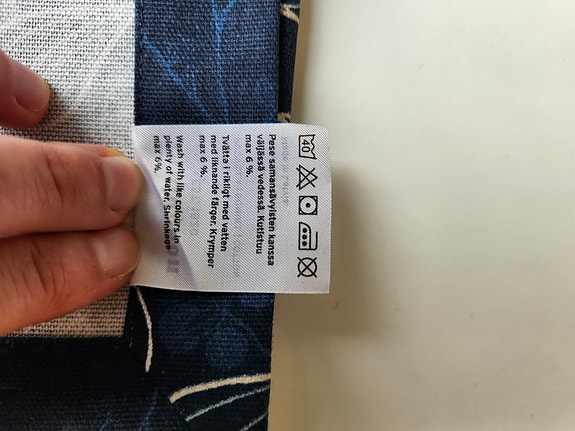 40
Pese samansävyisten kanssa
väljässä vedessä. Kutistuu
max 6 %.
Tvätta i rikligt med vatten
med liknande färger. Krymper
max 6 %.
Wash with like colours in
plenty of water. Shrinkage
max 6%.